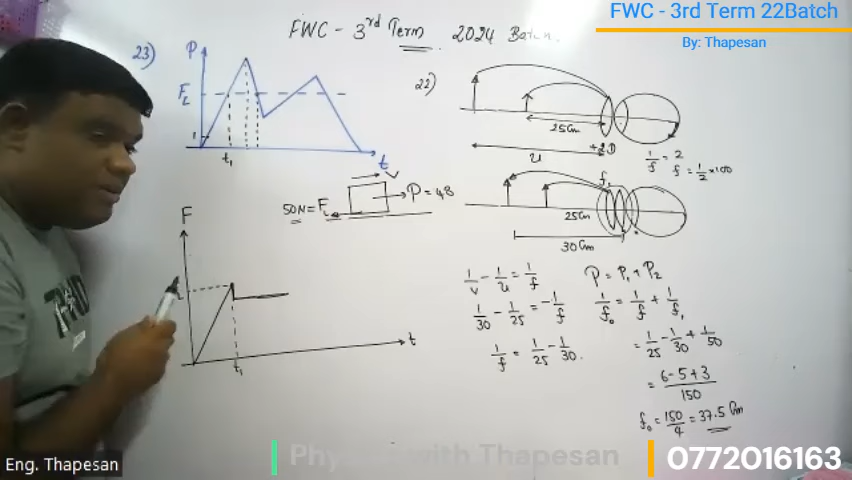 FWC - 3rd Term 22Batch
By: Thapesan
FWC - 3rd Term 2024 Batch.
23)
P
FL
1
t1
t
v
50N = FL
P = 48
F
t1
t
22)
25cm
u
+2D
1/f = 2
f = 1/2 × 100
f1
25cm
30cm
1/v - 1/u = 1/f
1/30 - 1/25 = -1/f
1/f = 1/25 - 1/30.
P = P1 + P2
1/f0 = 1/f + 1/f1
= 1/25 - 1/30 + 1/50
= 6-5+3/150
f0 = 150/4 = 37.5 cm
Eng. Thapesan
Physics with Thapesan
0772016163